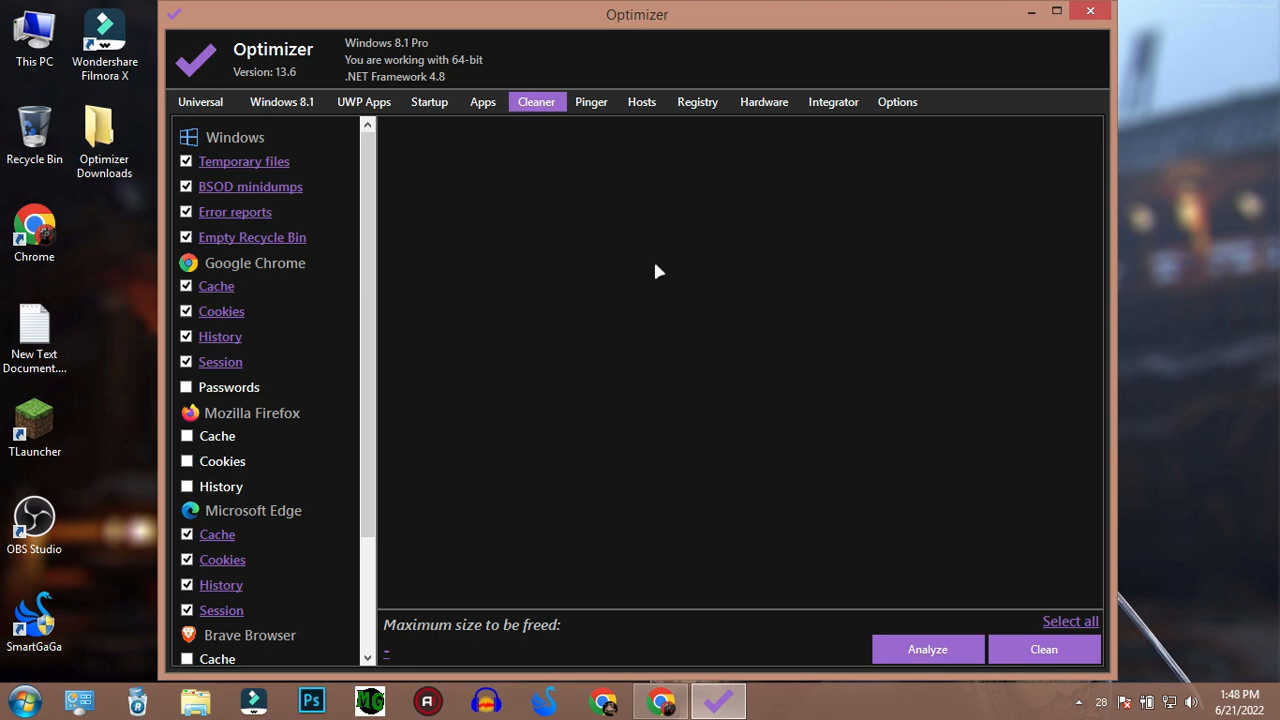 Optimizer
This PC
Wondershare
Filmora X
Recycle Bin
Optimizer
Downloads
Chrome
New Text
Document....
TLauncher
OBS Studio
SmartGaGa
Optimizer
Version: 13.6
Windows 8.1 Pro
You are working with 64-bit
.NET Framework 4.8
Universal
Windows 8.1
UWP Apps
Startup
Apps
Cleaner
Pinger
Hosts
Registry
Hardware
Integrator
Options
Windows
Temporary files
BSOD minidumps
Error reports
Empty Recycle Bin
Google Chrome
Cache
Cookies
History
Session
Passwords
Mozilla Firefox
Cache
Cookies
History
Microsoft Edge
Cache
Cookies
History
Session
Brave Browser
Cache
Maximum size to be freed:
-
Select all
Analyze
Clean
Ps
MG
A
28
1:48 PM
6/21/2022